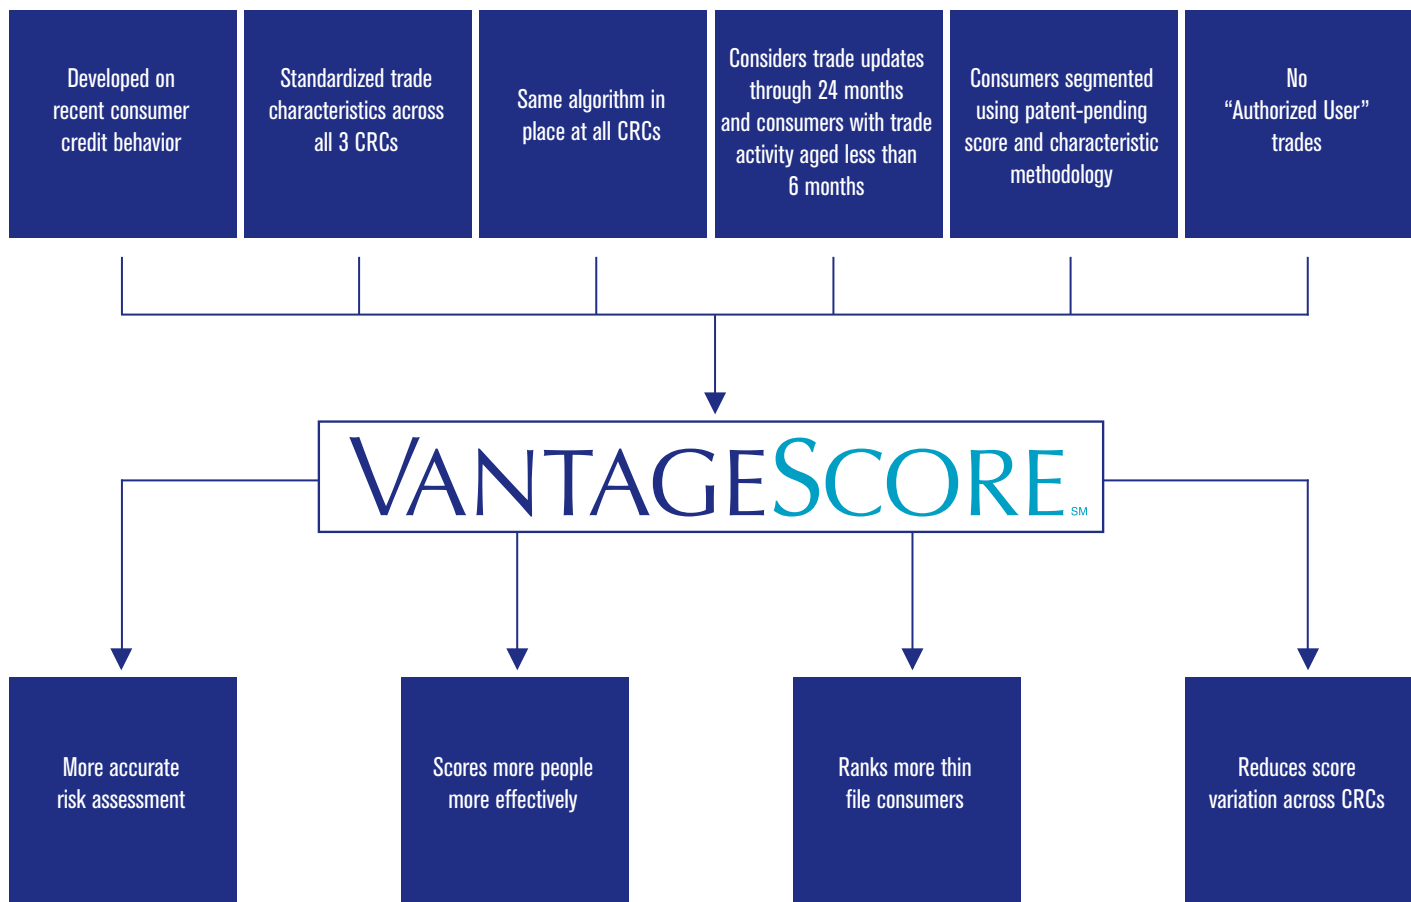 Developed on
recent consumer
credit behavior
Standardized trade
characteristics across
all 3 CRCs
Same algorithm in
place at all CRCs
Considers trade updates
through 24 months
and consumers with trade
activity aged less than
6 months
Consumers segmented
using patent-pending
score and characteristic
methodology
No
“Authorized User”
trades
VANTAGESCORE SM
More accurate
risk assessment
Scores more people
more effectively
Ranks more thin
file consumers
Reduces score
variation across CRCs